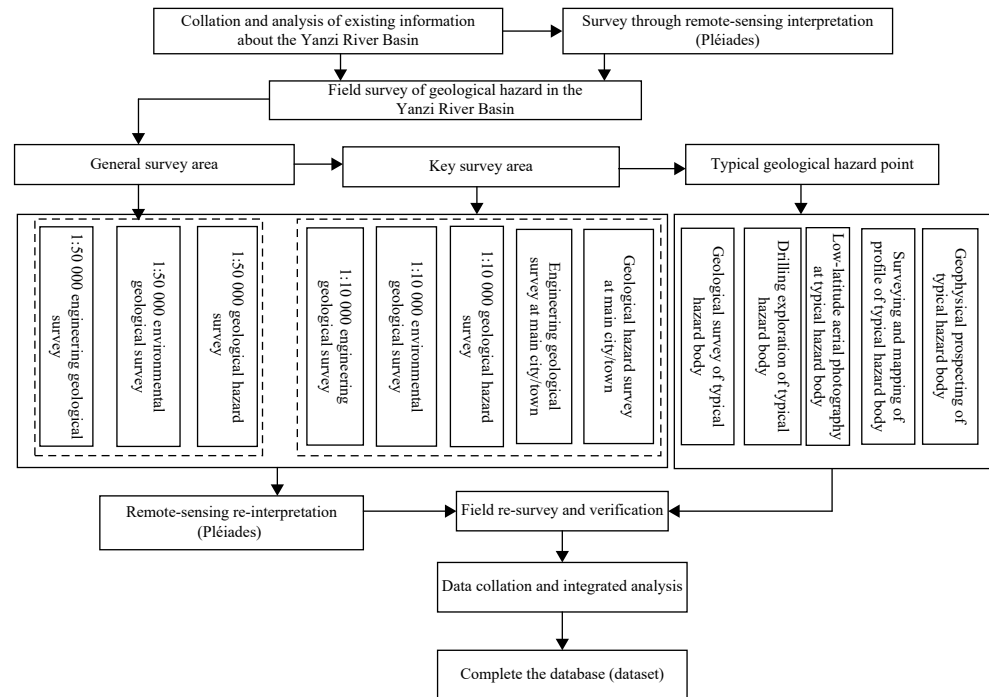 Collation and analysis of existing information
about the Yanzi River Basin
Survey through remote-sensing interpretation
(Pléiades)
Field survey of geological hazard in the
Yanzi River Basin
General survey area
Key survey area
Typical geological hazard point
1:50 000 engineering geological
survey
1:50 000 environmental
geological survey
1:50 000 geological hazard
survey
1:10 000 engineering
geological survey
1:10 000 environmental
geological survey
1:10 000 geological hazard
survey
Engineering geological
survey at main city/town
Geological hazard survey
at main city/town
Geological survey of typical
hazard body
Drilling exploration of typical
hazard body
Low-latitude aerial photography
at typical hazard body
Surveying and mapping of
profile of typical hazard body
Geophysical prospecting of
typical hazard body
Remote-sensing re-interpretation
(Pléiades)
Field re-survey and verification
Data collation and integrated analysis
Complete the database (dataset)